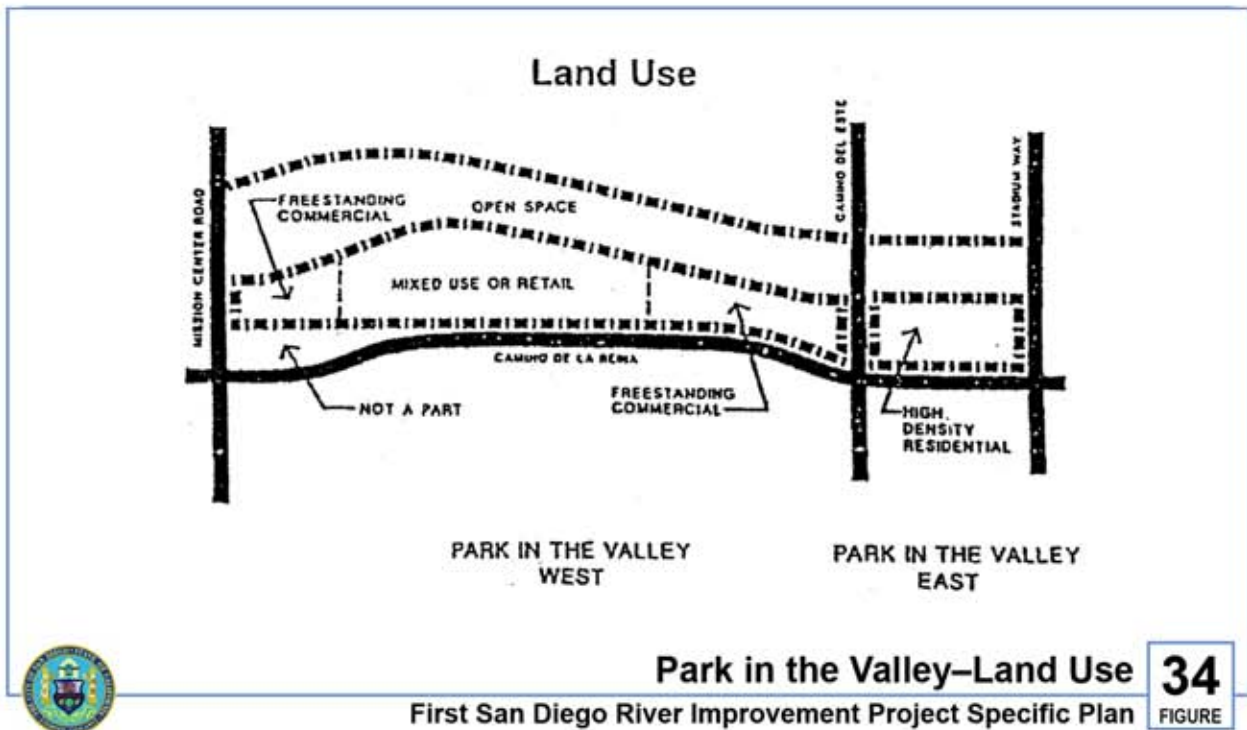 Land Use
MISSION CENTER ROAD
CAMINO DEL ESTE
STADIUM WAY
FREESTANDING
COMMERCIAL
OPEN SPACE
MIXED USE OR RETAIL
CAMINO DE LA REINA
NOT A PART
FREESTANDING
COMMERCIAL
HIGH
DENSITY
RESIDENTIAL
PARK IN THE VALLEY
WEST
PARK IN THE VALLEY
EAST
Park in the Valley–Land Use
First San Diego River Improvement Project Specific Plan
34
FIGURE